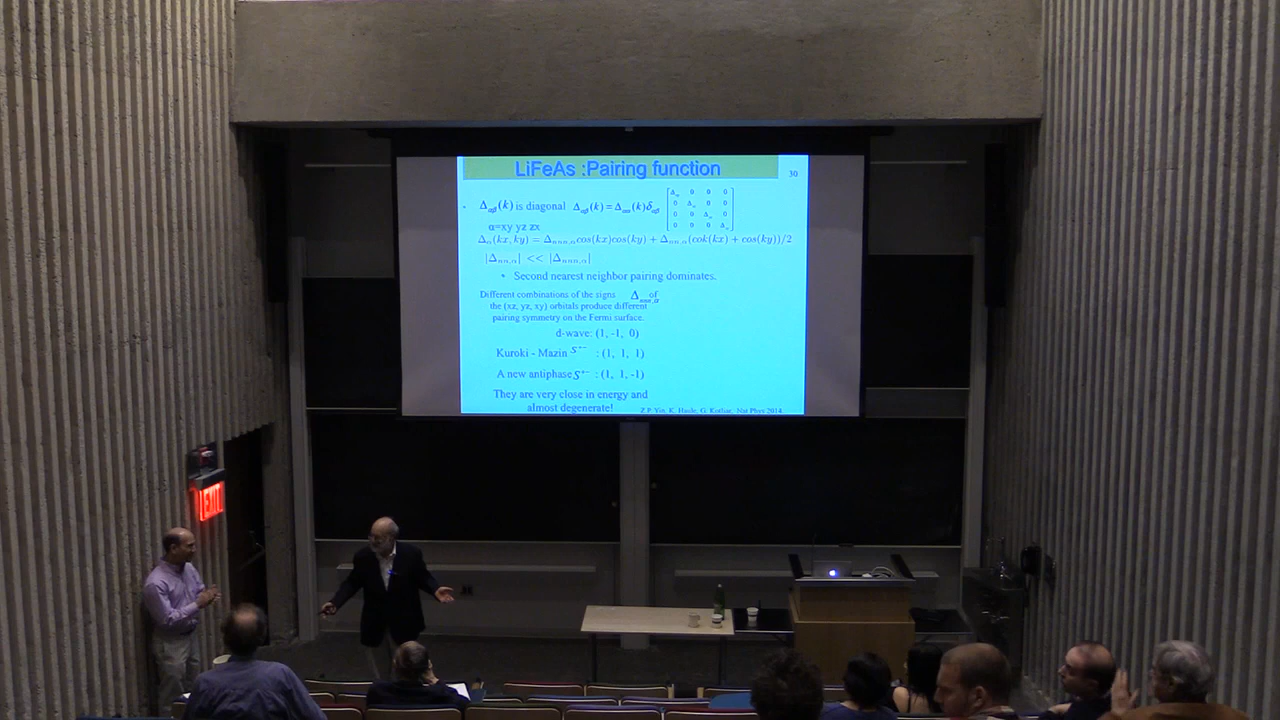 LiFeAs :Pairing function
30
• Δαβ(k) is diagonal Δαβ(k) = Δαα(k)δαβ
α=xy yz zx
Δα(kx, ky) = Δnnn,αcos(kx)cos(ky) + Δnn,α(cok(kx) + cos(ky))/2
|Δnn,α| << |Δnnn,α|
• Second nearest neighbor pairing dominates.
Different combinations of the signs Δnnn,α of
the (xz, yz, xy) orbitals produce different
pairing symmetry on the Fermi surface.
d-wave: (1, -1, 0)
Kuroki - Mazin S+− : (1, 1, 1)
A new antiphase S+− : (1, 1, -1)
They are very close in energy and
almost degenerate!
Z.P. Yin, K. Haule, G. Kotliar, Nat Phys 2014
EXIT